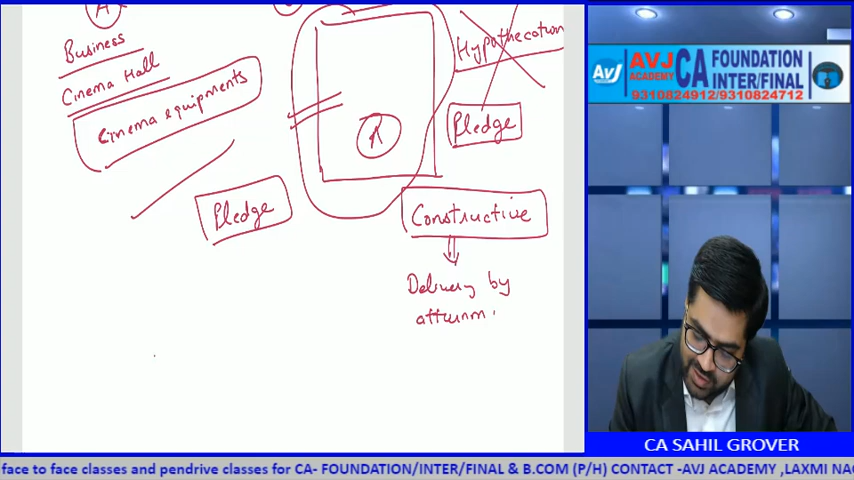 A
Business
Cinema Hall
Cinema equipments
Hypothecation
Pledge
A
Pledge
Constructive
Delivery by
attornm
AVJ
AVJ
ACADEMY
CA
FOUNDATION
INTER/FINAL
9310824912/9310824712
CA SAHIL GROVER
face to face classes and pendrive classes for CA- FOUNDATION/INTER/FINAL & B.COM (P/H) CONTACT -AVJ ACADEMY ,LAXMI NA